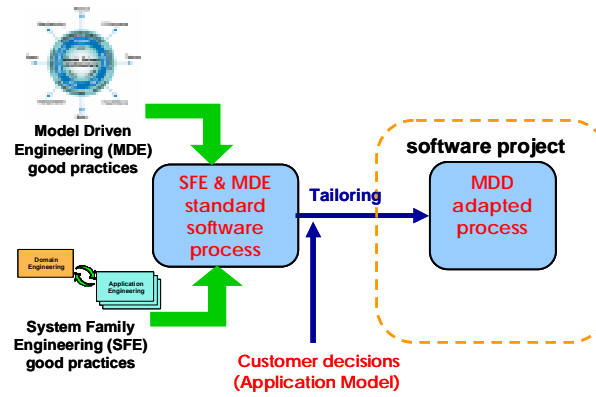 Model Driven
Engineering (MDE)
good practices
software project
SFE & MDE
standard
software
process
Tailoring
MDD
adapted
process
Domain
Engineering
Application
Engineering
System Family
Engineering (SFE)
good practices
Customer decisions
(Application Model)